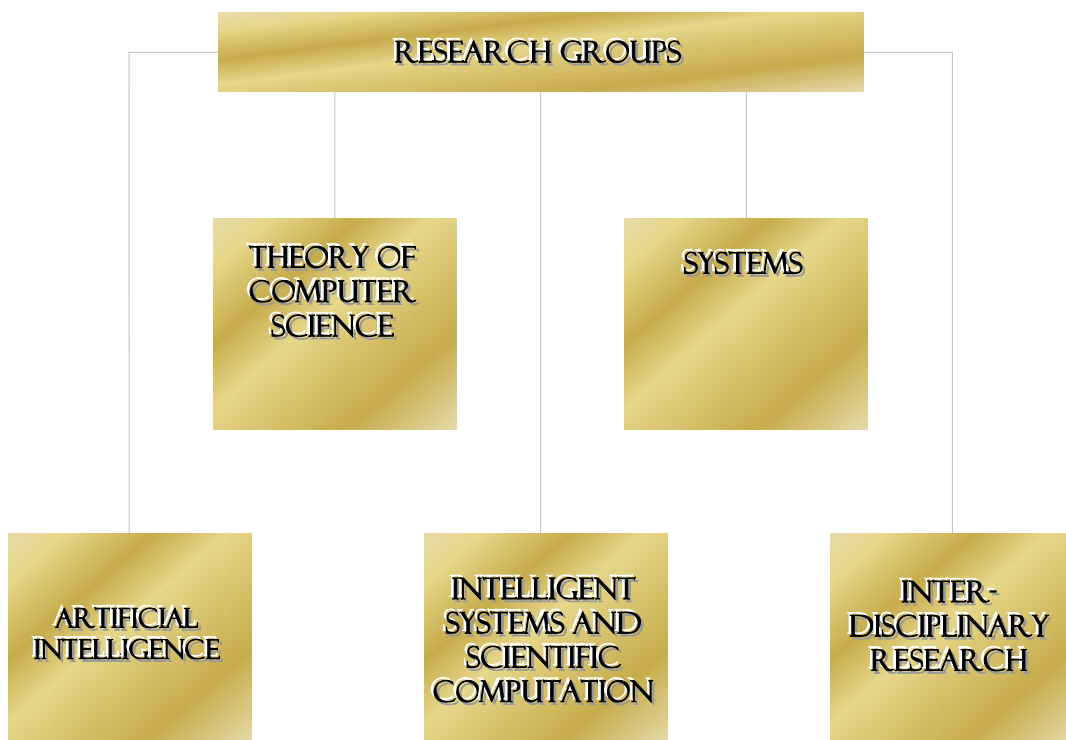 RESEARCH GROUPS
THEORY OF
COMPUTER
SCIENCE
SYSTEMS
ARTIFICIAL
INTELLIGENCE
INTELLIGENT
SYSTEMS AND
SCIENTIFIC
COMPUTATION
INTER-
DISCIPLINARY
RESEARCH